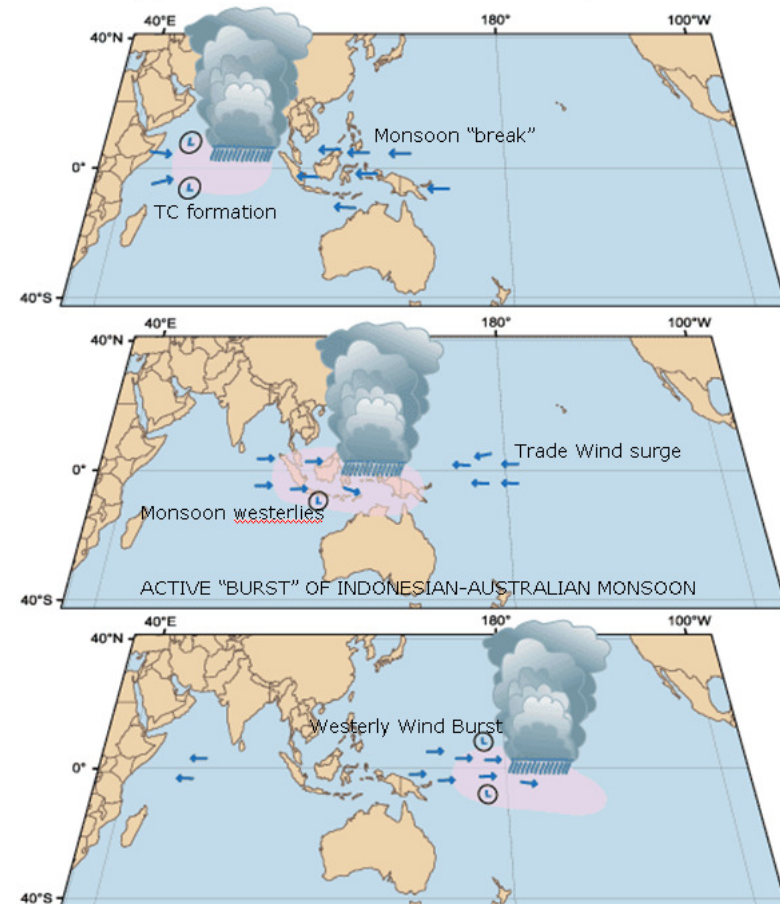 40°E 180° 100°W
40°N
Monsoon "break"
0°
L
L
TC formation
40°S
40°E 180° 100°W
40°N
Trade Wind surge
0°
L
Monsoon westerlies
ACTIVE "BURST" OF INDONESIAN-AUSTRALIAN MONSOON
40°S
40°E 180° 100°W
40°N
Westerly Wind Burst
L
0°
L
40°S